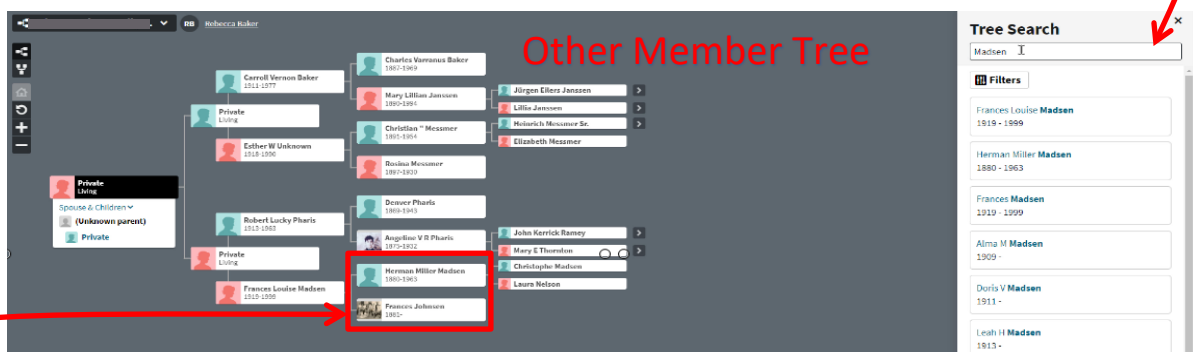 RB Rebecca Baker
Other Member Tree
Private
Living
Spouse & Children
(Unknown parent)
Private
Private
Living
Carroll Vernon Baker
1911-1977
Esther W Unknown
1918-1990
Charles Varranus Baker
1887-1969
Mary Lillian Janssen
1890-1994
Christian " Messmer
1891-1954
Rosina Messmer
1897-1930
Jürgen Eilers Janssen
Lillia Janssen
Heinrich Messmer Sr.
Elizabeth Messmer
Private
Living
Robert Lucky Pharis
1913-1963
Frances Louise Madsen
1919-1999
Denver Pharis
1869-1943
Angeline V R Pharis
1875-1932
Herman Miller Madsen
1880-1963
Frances Johnsen
1881-
John Kerrick Ramey
Mary E Thornton
Christophe Madsen
Laura Nelson
Tree Search
Madsen
Filters
Frances Louise Madsen
1919 - 1999
Herman Miller Madsen
1880 - 1963
Frances Madsen
1919 - 1999
Alma M Madsen
1909 -
Doris V Madsen
1911 -
Leah H Madsen
1913 -